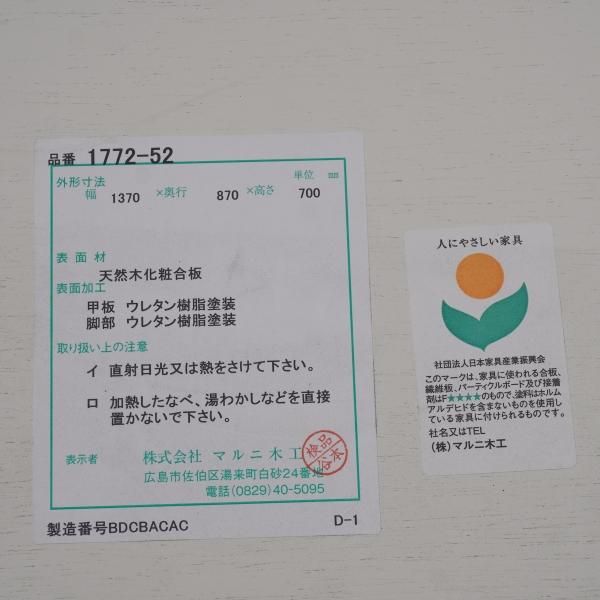 品番 1772-52
外形寸法 単位 mm
幅 1370 ×奥行 870 ×高さ 700
表面材
天然木化粧合板
表面加工
甲板 ウレタン樹脂塗装
脚部 ウレタン樹脂塗装
取り扱い上の注意
イ 直射日光又は熱をさけて下さい。
ロ 加熱したなべ、湯わかしなどを直接
置かないで下さい。
表示者 株式会社 マルニ木工
広島市佐伯区湯来町白砂24番地
電話(0829)40-5095
製造番号BDCBACAC D-1
人にやさしい家具
社団法人日本家具産業振興会
このマークは、家具に使われる合板、
繊維板、パーティクルボード及び接着
剤はF★★★★のもので、塗料はホルム
アルデヒドを含まないものを使用し
ている家具に付けられるものです。
社名又はTEL
(株)マルニ木工